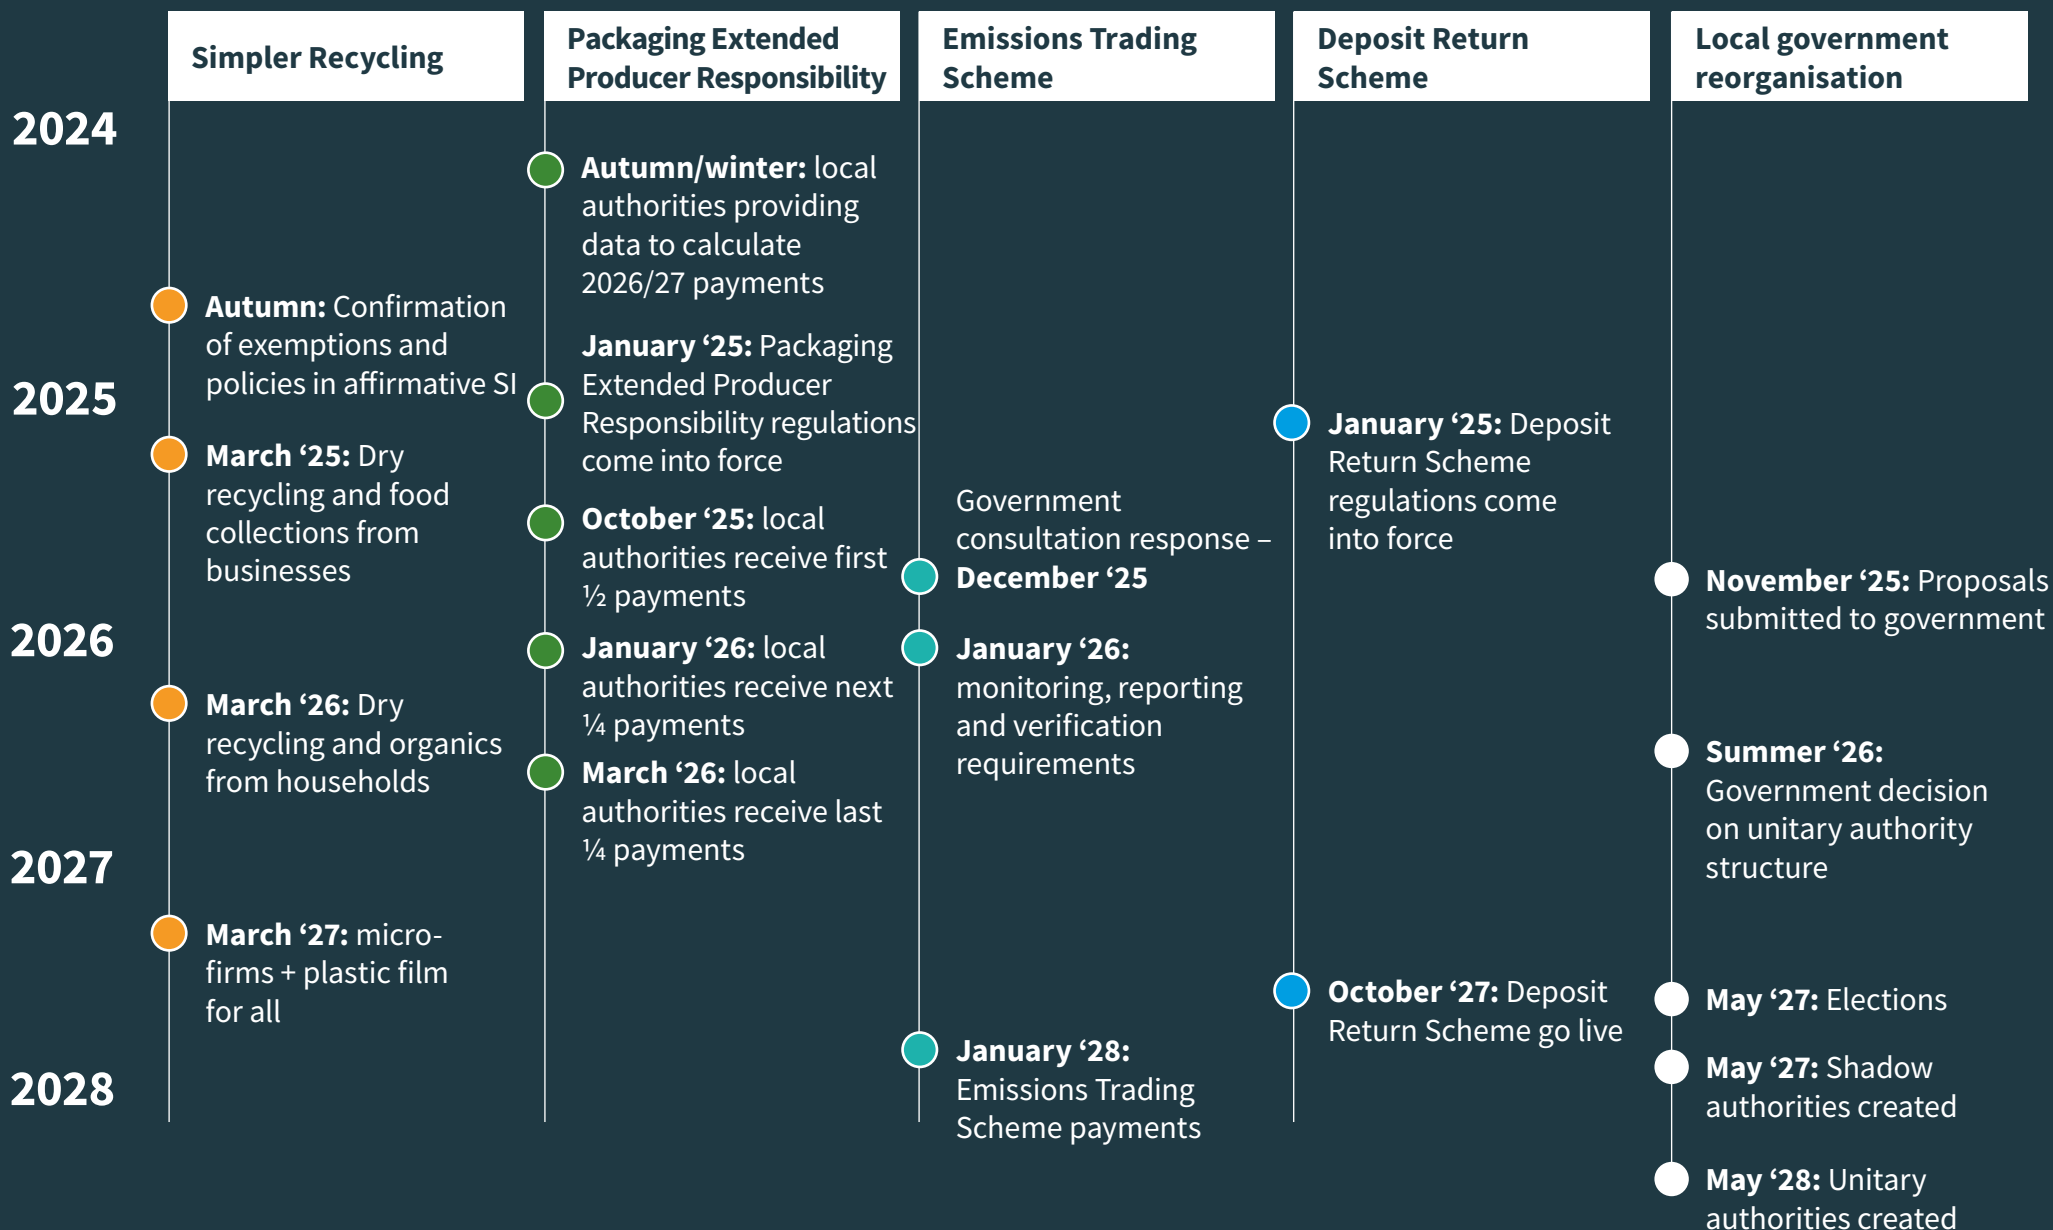 Simpler Recycling
Packaging Extended
Producer Responsibility
Emissions Trading
Scheme
Deposit Return
Scheme
Local government
reorganisation
2024
2025
2026
2027
2028
Autumn: Confirmation
of exemptions and
policies in affirmative SI
March ‘25: Dry
recycling and food
collections from
businesses
March ‘26: Dry
recycling and organics
from households
March ‘27: micro-
firms + plastic film
for all
Autumn/winter: local
authorities providing
data to calculate
2026/27 payments
January ‘25: Packaging
Extended Producer
Responsibility regulations
come into force
October ‘25: local
authorities receive first
½ payments
January ‘26: local
authorities receive next
¼ payments
March ‘26: local
authorities receive last
¼ payments
Government
consultation response –
December ‘25
January ‘26:
monitoring, reporting
and verification
requirements
January ‘28:
Emissions Trading
Scheme payments
January ‘25: Deposit
Return Scheme
regulations come
into force
October ‘27: Deposit
Return Scheme go live
November ‘25: Proposals
submitted to government
Summer ‘26:
Government decision
on unitary authority
structure
May ‘27: Elections
May ‘27: Shadow
authorities created
May ‘28: Unitary
authorities created